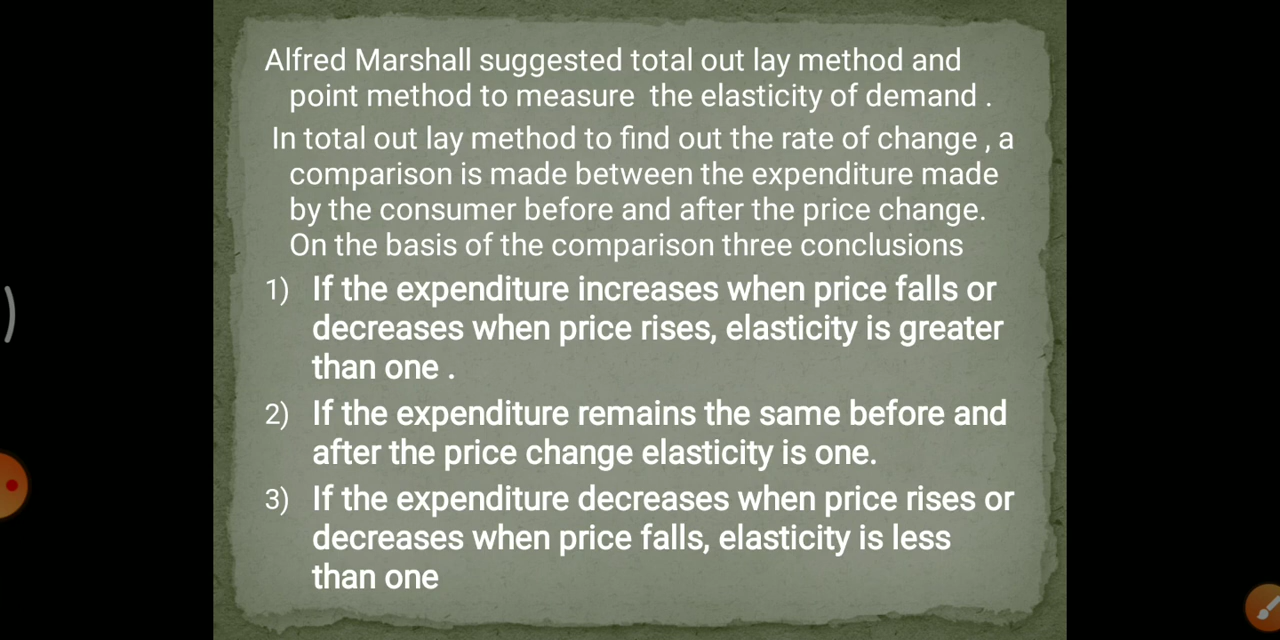 Alfred Marshall suggested total out lay method and
point method to measure the elasticity of demand .
In total out lay method to find out the rate of change , a
comparison is made between the expenditure made
by the consumer before and after the price change.
On the basis of the comparison three conclusions
1) If the expenditure increases when price falls or
decreases when price rises, elasticity is greater
than one .
2) If the expenditure remains the same before and
after the price change elasticity is one.
3) If the expenditure decreases when price rises or
decreases when price falls, elasticity is less
than one